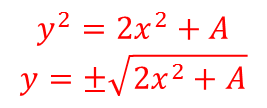 y² = 2x² + A
y = ±√(2x² + A)